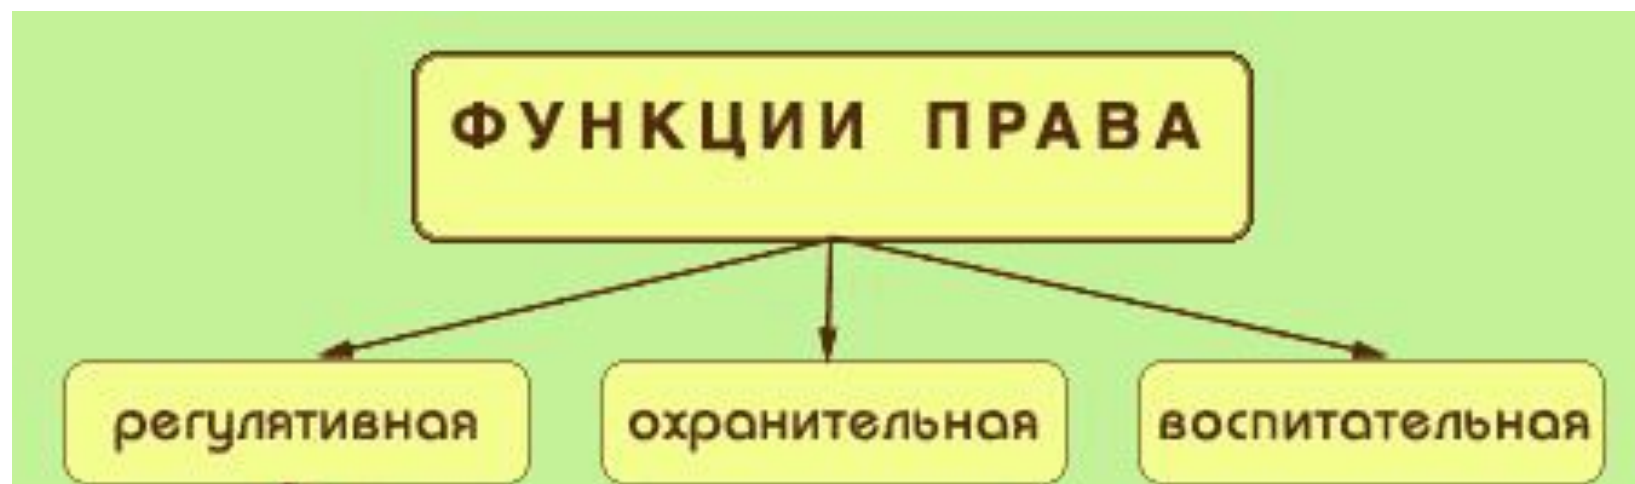 ФУНКЦИИ ПРАВА
регулятивная
охранительная
воспитательная